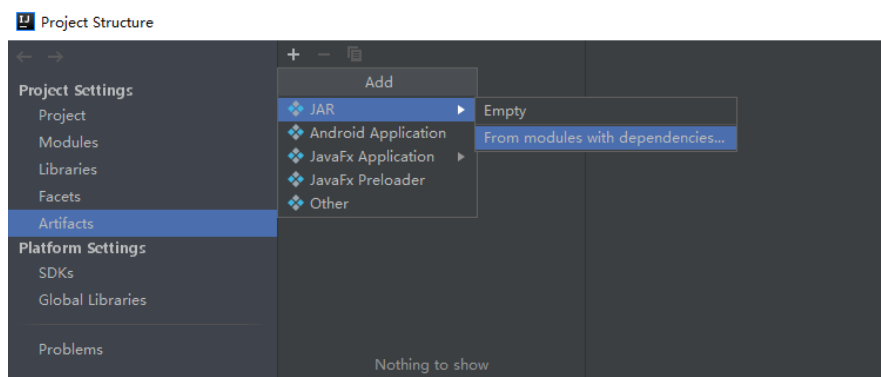 Project Structure
Project Settings
Project
Modules
Libraries
Facets
Artifacts
Platform Settings
SDKs
Global Libraries
Problems
Add
JAR
Android Application
JavaFx Application
JavaFx Preloader
Other
Empty
From modules with dependencies...
Nothing to show